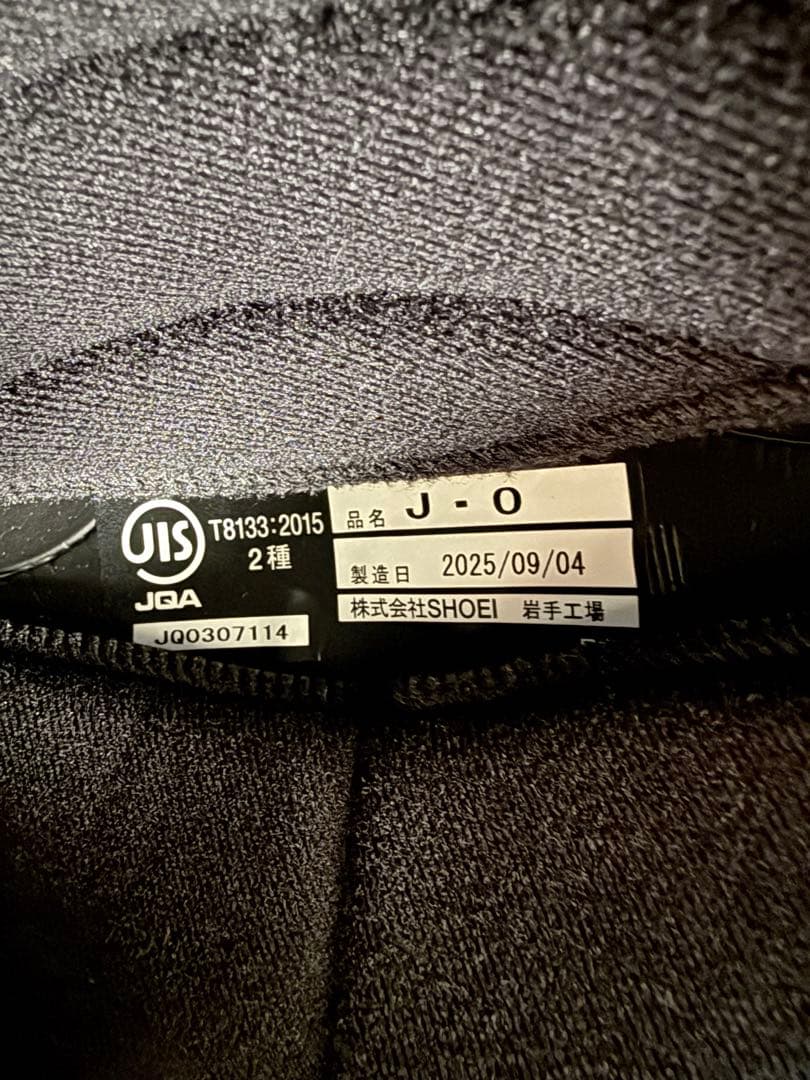 JIS
T8133:2015
2種
JQA
JQ0307114
品名 J-O
製造日 2025/09/04
株式会社SHOEI 岩手工場